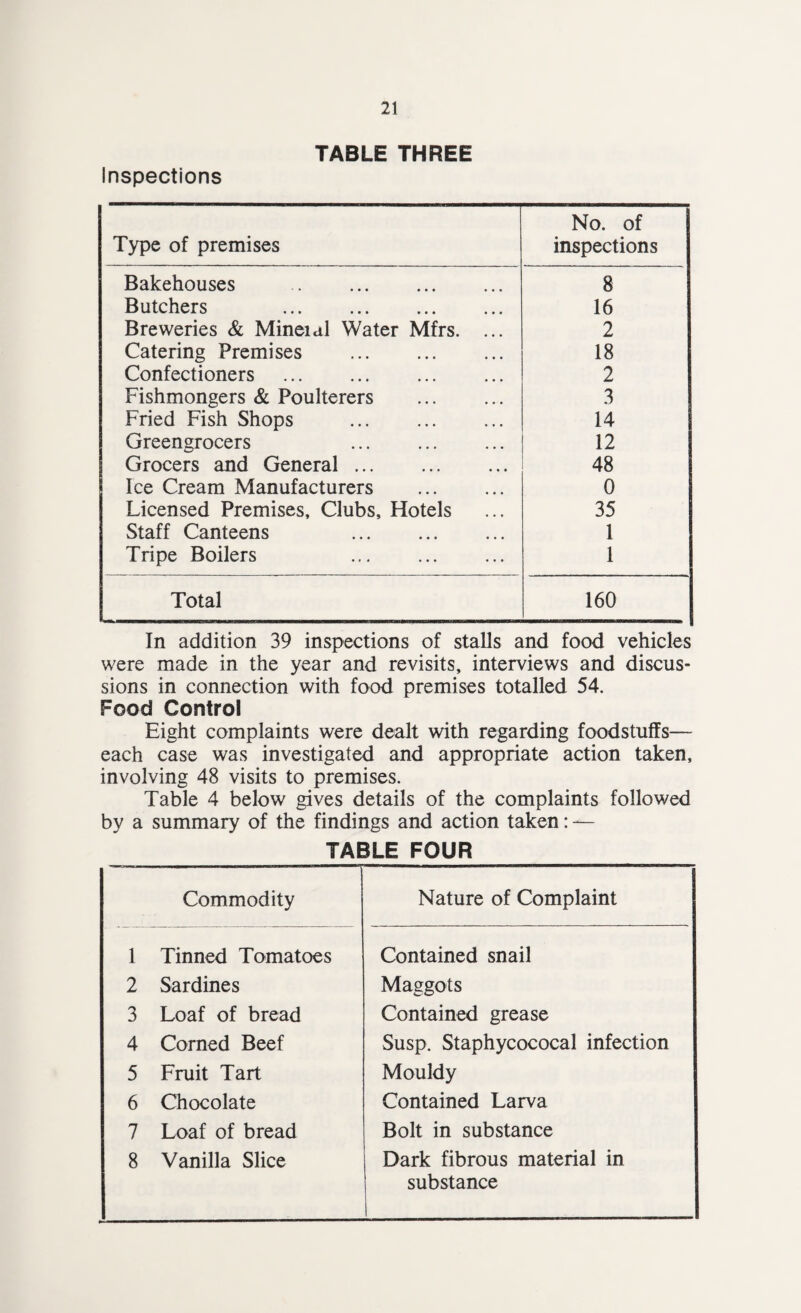 21
TABLE THREE
Inspections
Type of premises No. of inspections
Bakehouses .. ... ... ... 8
Butchers ... ... ... ... 16
Breweries & Mineral Water Mfrs. ... 2
Catering Premises ... ... ... 18
Confectioners ... ... ... ... 2
Fishmongers & Poulterers ... ... 3
Fried Fish Shops ... ... ... 14
Greengrocers ... ... ... 12
Grocers and General ... ... ... 48
Ice Cream Manufacturers ... ... 0
Licensed Premises, Clubs, Hotels ... 35
Staff Canteens ... ... ... 1
Tripe Boilers ... ... ... 1
Total 160
In addition 39 inspections of stalls and food vehicles
were made in the year and revisits, interviews and discus-
sions in connection with food premises totalled 54.
Food Control
Eight complaints were dealt with regarding foodstuffs—
each case was investigated and appropriate action taken,
involving 48 visits to premises.
Table 4 below gives details of the complaints followed
by a summary of the findings and action taken:—
TABLE FOUR
Commodity Nature of Complaint
1 Tinned Tomatoes Contained snail
2 Sardines Maggots
3 Loaf of bread Contained grease
4 Corned Beef Susp. Staphycococal infection
5 Fruit Tart Mouldy
6 Chocolate Contained Larva
7 Loaf of bread Bolt in substance
8 Vanilla Slice Dark fibrous material in
substance